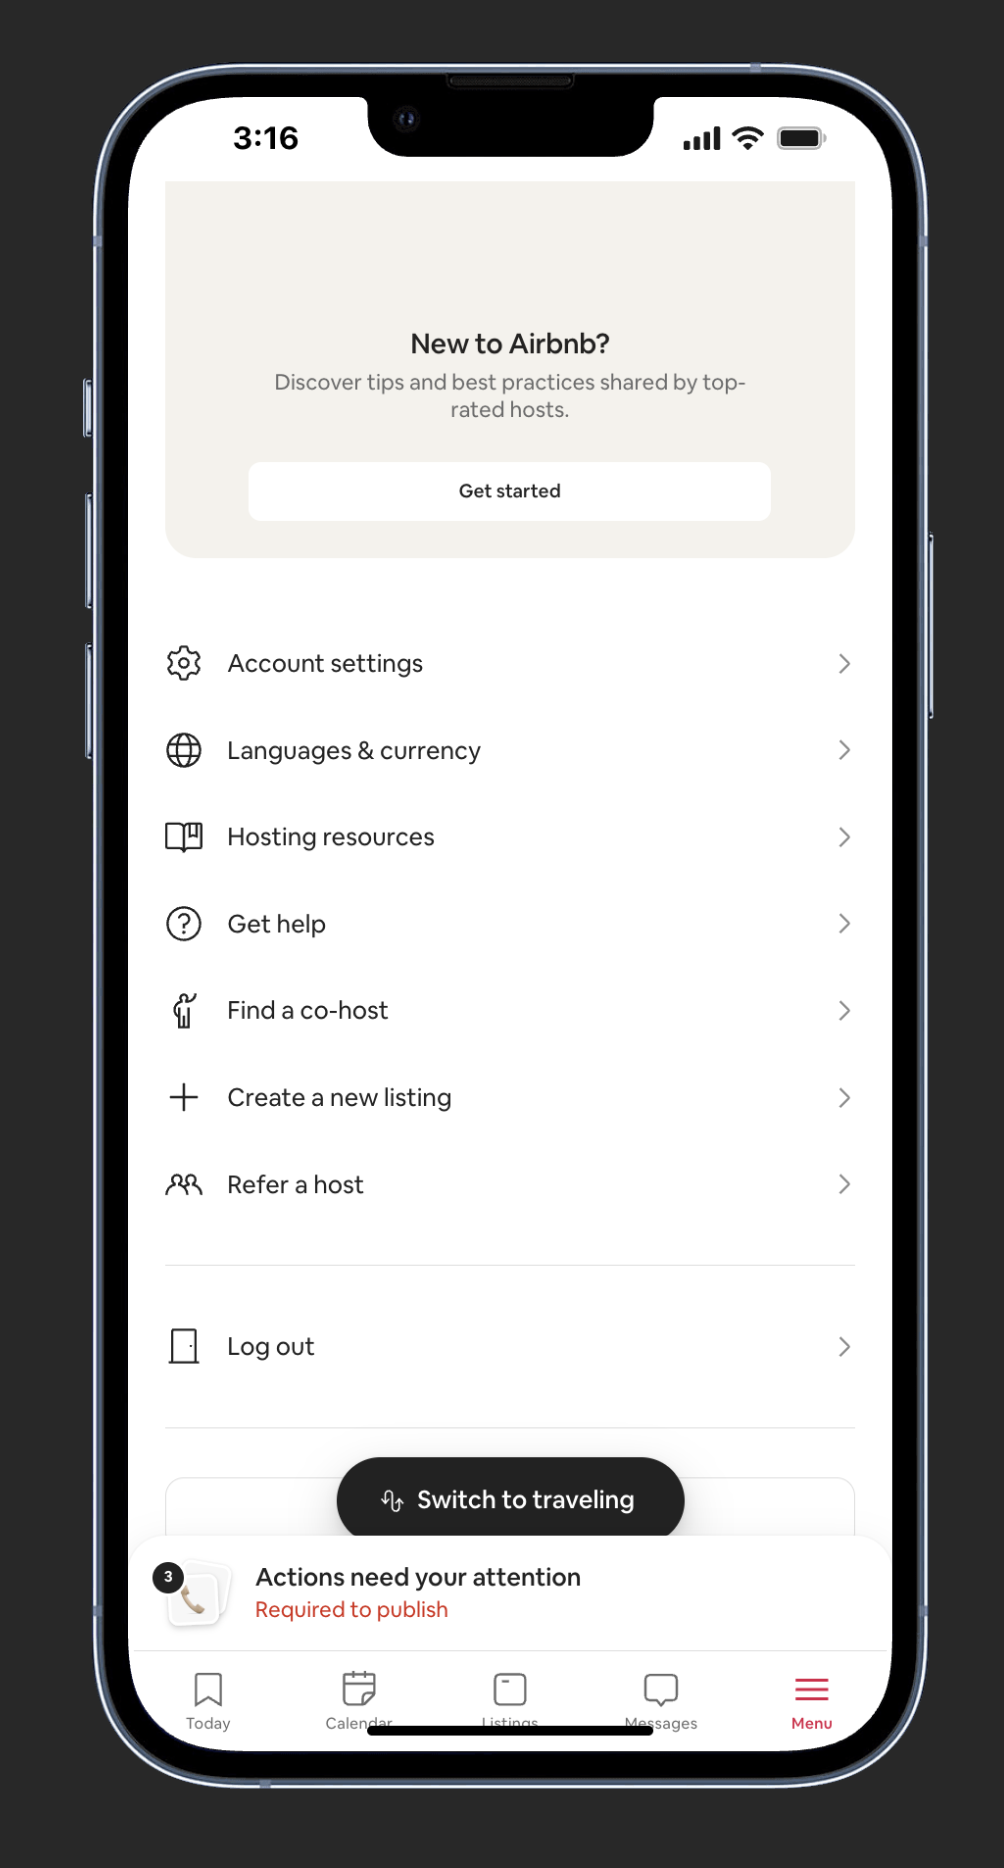 3:16
New to Airbnb?
Discover tips and best practices shared by top-
rated hosts.
Get started
Account settings
Languages & currency
Hosting resources
Get help
Find a co-host
Create a new listing
Refer a host
Log out
Switch to traveling
3
Actions need your attention
Required to publish
Today
Calendar
Listings
Messages
Menu